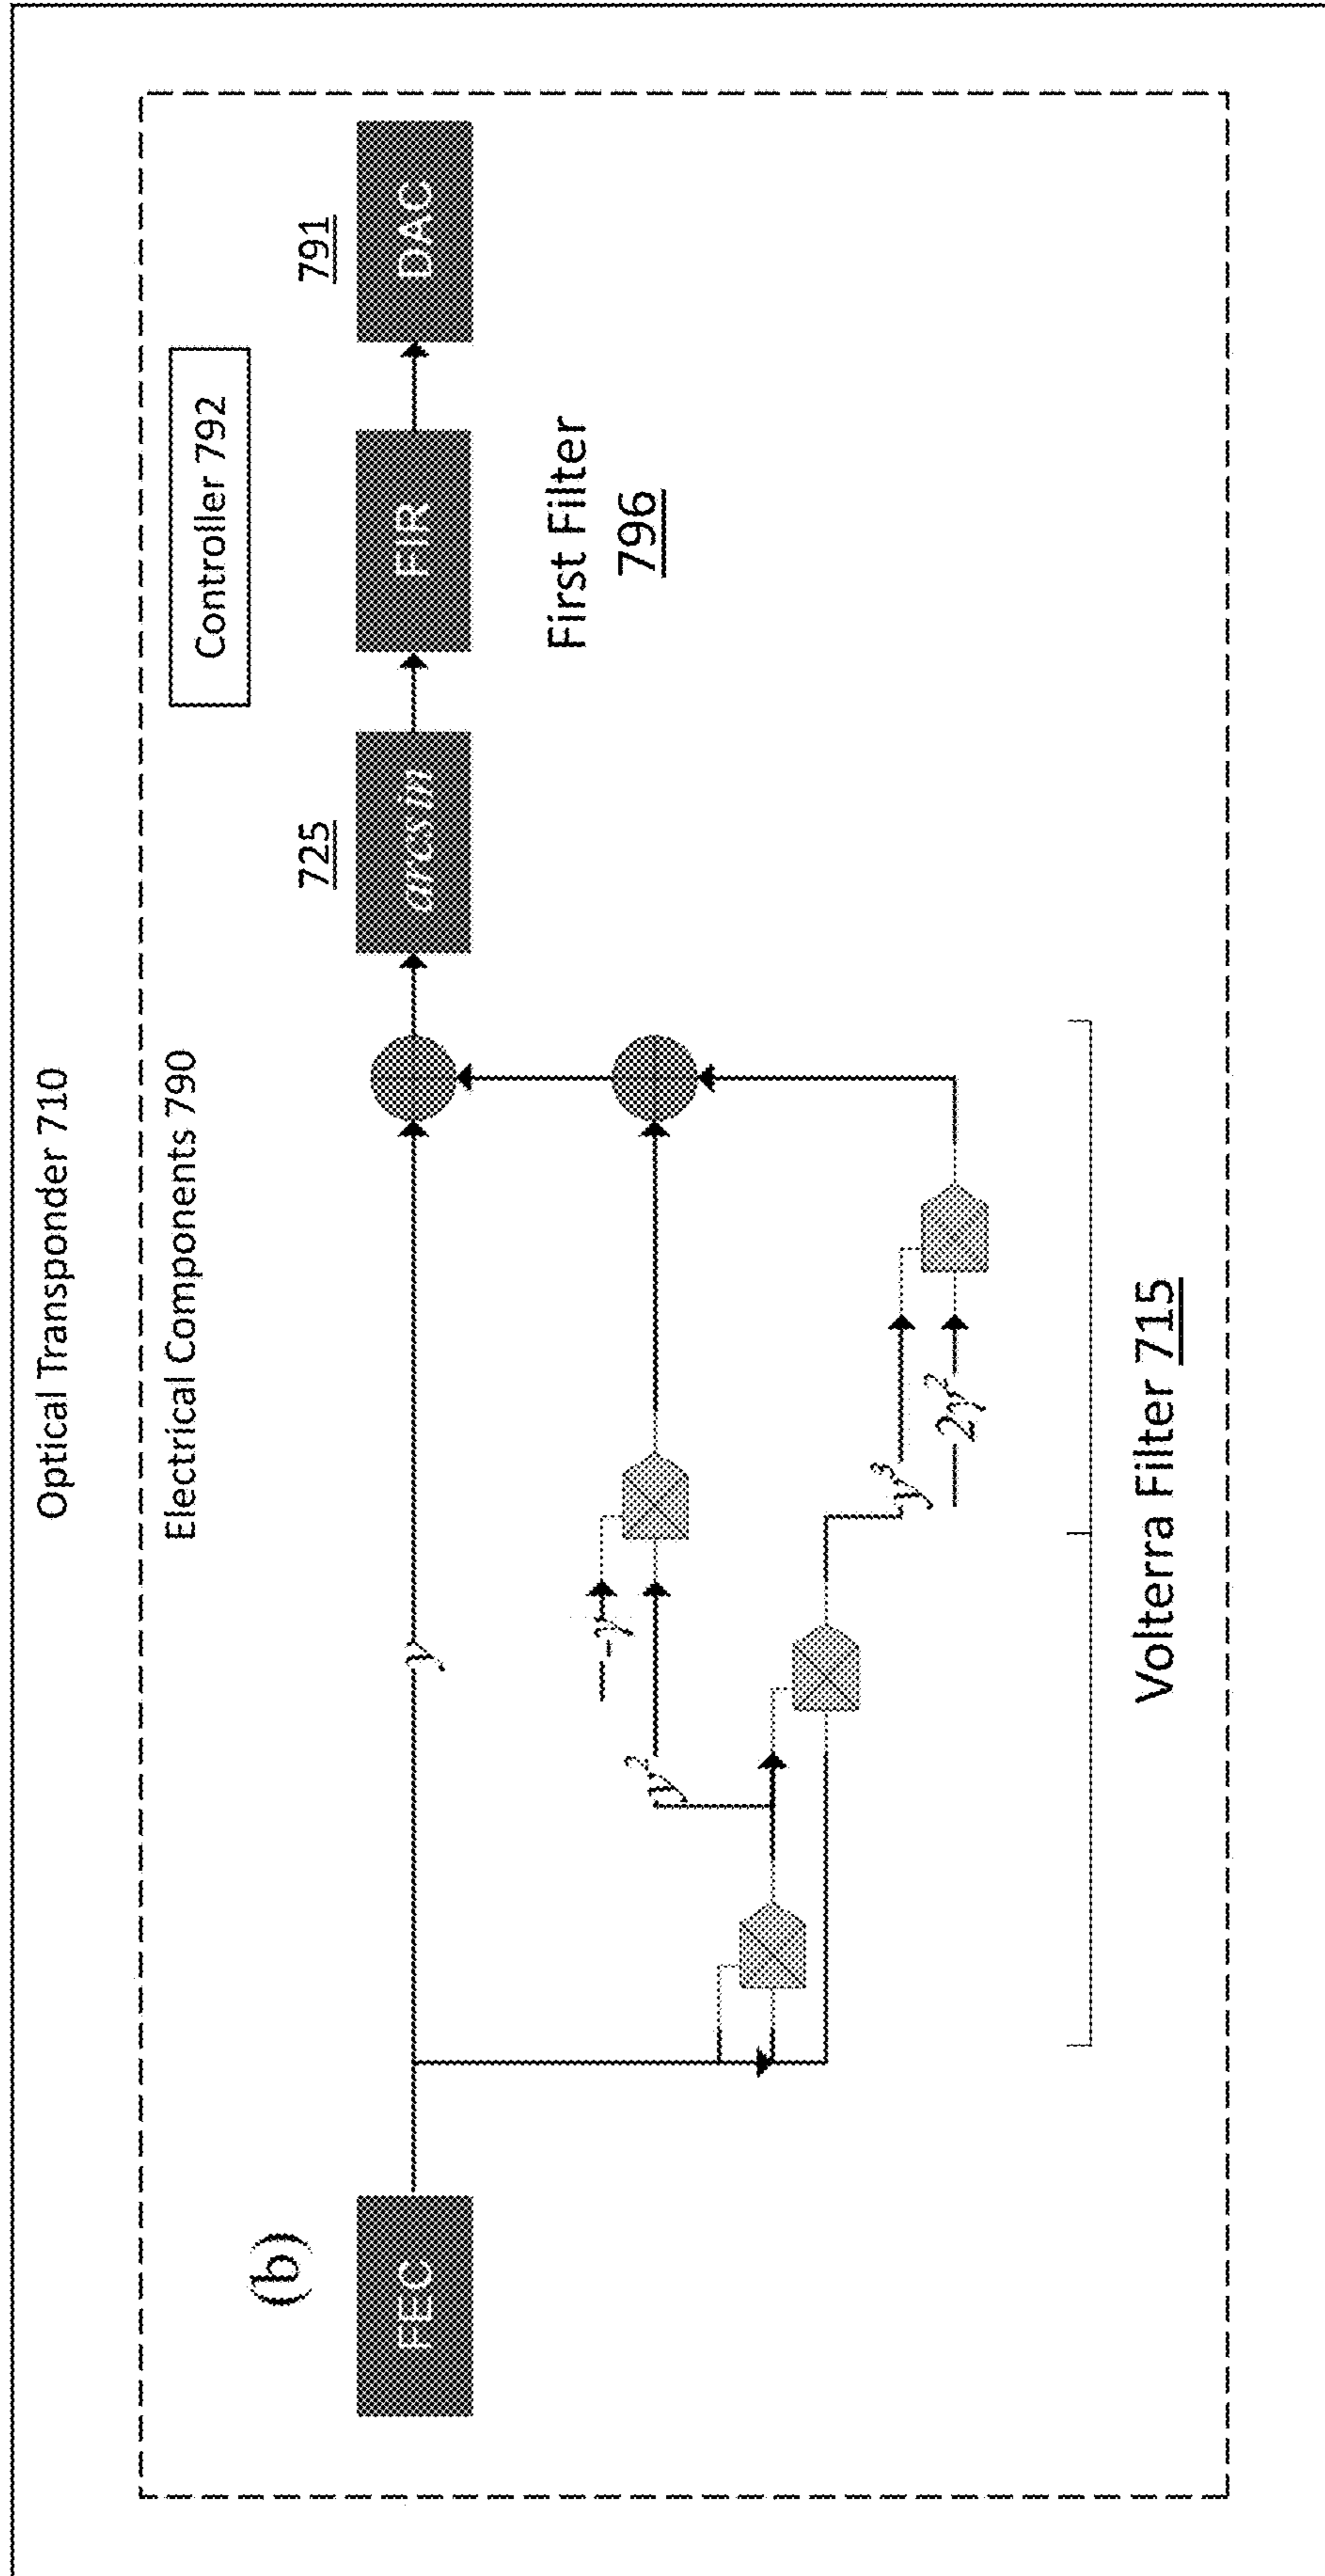 Optical Transponder 710
Electrical Components 790
Controller 792
(b)
725
791
FEC
y
arcsin
FIR
DAC
First Filter
796
-γ
y²
y³
2γ²
Volterra Filter 715